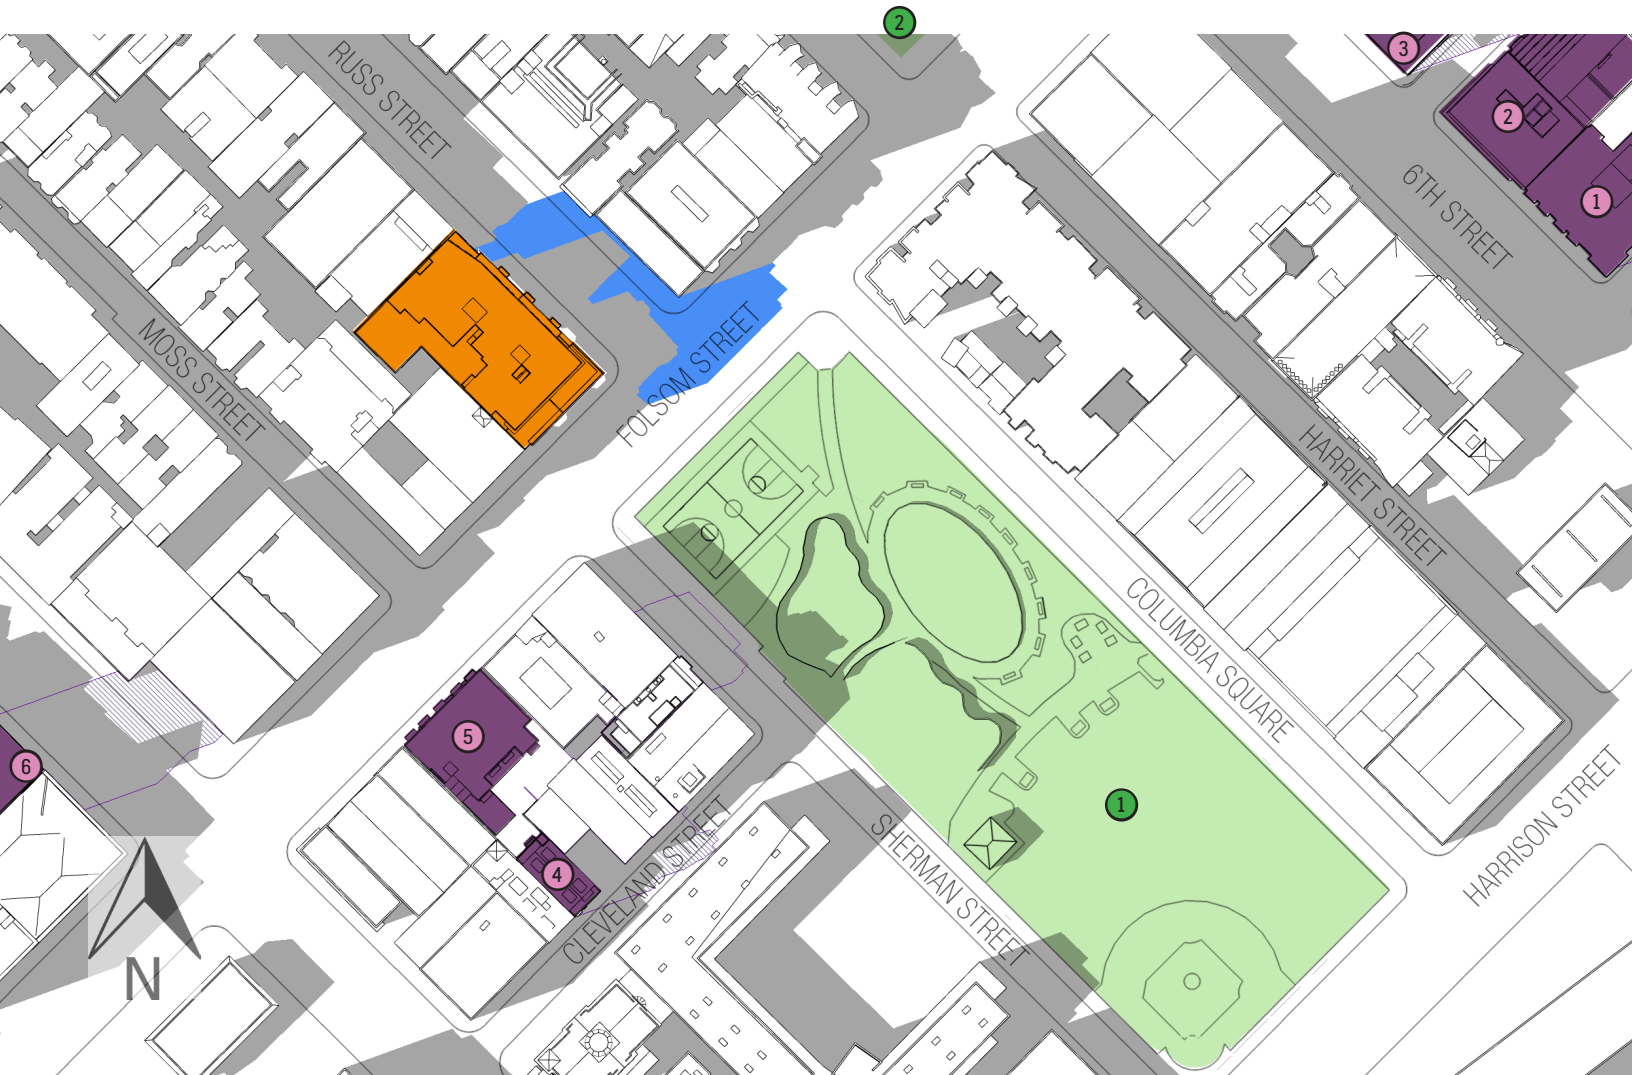 2
3
RUSS STREET
2
6TH STREET
1
MOSS STREET
FOLSOM STREET
HARRIET STREET
COLUMBIA SQUARE
5
6
1
HARRISON STREET
4
CLEVELAND STREET
SHERMAN STREET
N